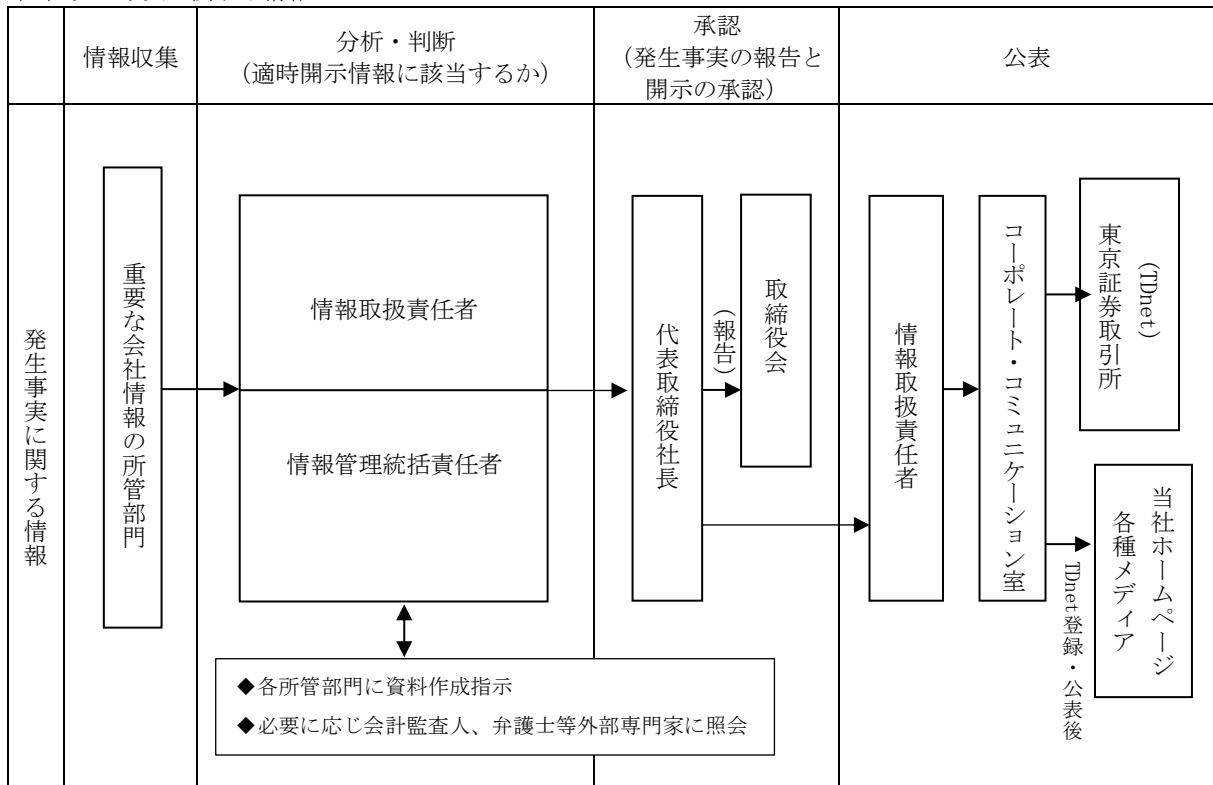 情報収集
分析・判断
（適時開示情報に該当するか）
承認
（発生事実の報告と
開示の承認）
公表
発生事実に関する情報
重要な会社情報の所管部門
情報取扱責任者
情報管理統括責任者
◆各所管部門に資料作成指示
◆必要に応じ会計監査人、弁護士等外部専門家に照会
代表取締役社長
（報告）
取締役会
情報取扱責任者
コーポレート・コミュニケーション室
東京証券取引所
（TDnet）
TDnet登録・公表後
当社ホームページ
各種メディア